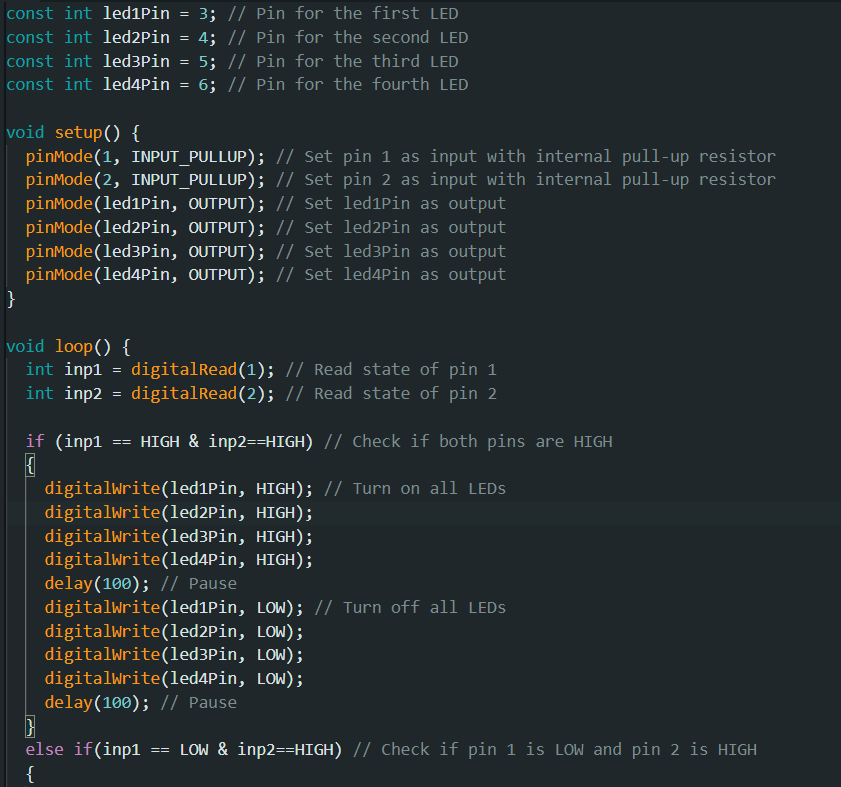 const int led1Pin = 3; // Pin for the first LED
const int led2Pin = 4; // Pin for the second LED
const int led3Pin = 5; // Pin for the third LED
const int led4Pin = 6; // Pin for the fourth LED

void setup() {
  pinMode(1, INPUT_PULLUP); // Set pin 1 as input with internal pull-up resistor
  pinMode(2, INPUT_PULLUP); // Set pin 2 as input with internal pull-up resistor
  pinMode(led1Pin, OUTPUT); // Set led1Pin as output
  pinMode(led2Pin, OUTPUT); // Set led2Pin as output
  pinMode(led3Pin, OUTPUT); // Set led3Pin as output
  pinMode(led4Pin, OUTPUT); // Set led4Pin as output
}

void loop() {
  int inp1 = digitalRead(1); // Read state of pin 1
  int inp2 = digitalRead(2); // Read state of pin 2

  if (inp1 == HIGH & inp2==HIGH) // Check if both pins are HIGH
  {
    digitalWrite(led1Pin, HIGH); // Turn on all LEDs
    digitalWrite(led2Pin, HIGH);
    digitalWrite(led3Pin, HIGH);
    digitalWrite(led4Pin, HIGH);
    delay(100); // Pause
    digitalWrite(led1Pin, LOW); // Turn off all LEDs
    digitalWrite(led2Pin, LOW);
    digitalWrite(led3Pin, LOW);
    digitalWrite(led4Pin, LOW);
    delay(100); // Pause
  }
  else if(inp1 == LOW & inp2==HIGH) // Check if pin 1 is LOW and pin 2 is HIGH
  {